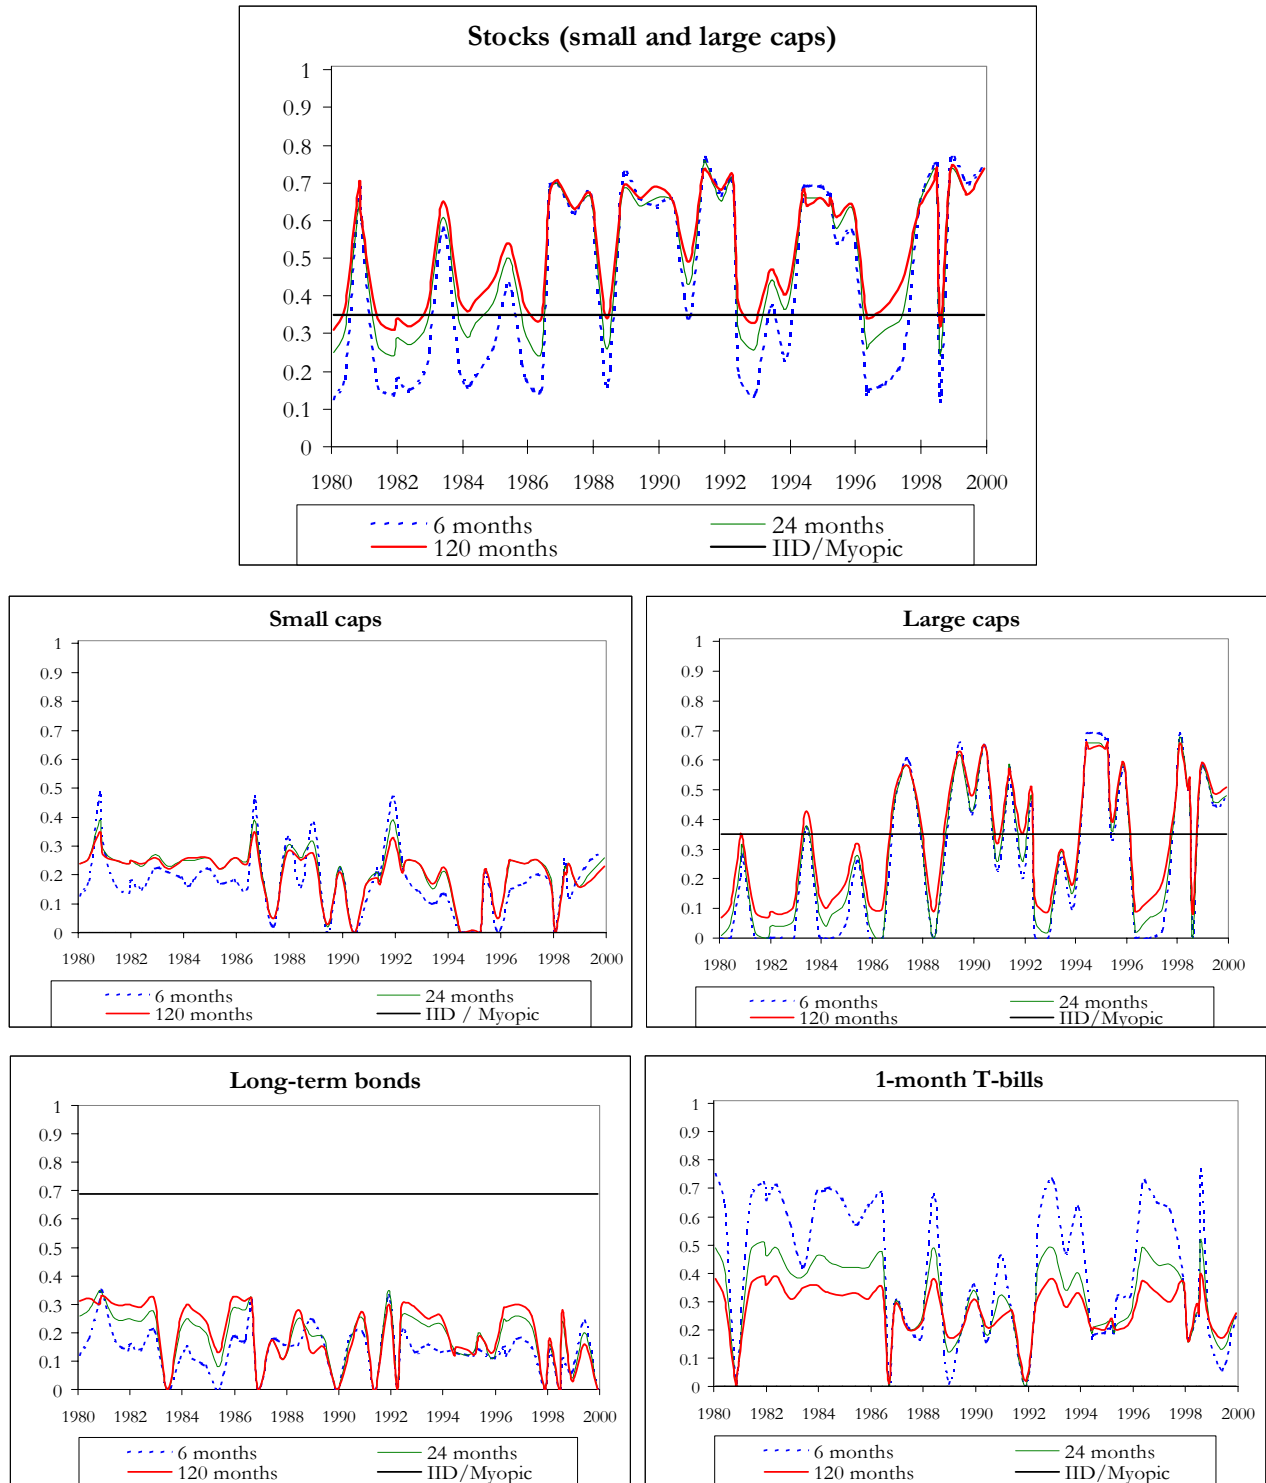 Stocks (small and large caps)
1
0.9
0.8
0.7
0.6
0.5
0.4
0.3
0.2
0.1
0
1980 1982 1984 1986 1988 1990 1992 1994 1996 1998 2000
6 months 24 months
120 months IID/Myopic
Small caps
1
0.9
0.8
0.7
0.6
0.5
0.4
0.3
0.2
0.1
0
1980 1982 1984 1986 1988 1990 1992 1994 1996 1998 2000
6 months 24 months
120 months IID / Myopic
Large caps
1
0.9
0.8
0.7
0.6
0.5
0.4
0.3
0.2
0.1
0
1980 1982 1984 1986 1988 1990 1992 1994 1996 1998 2000
6 months 24 months
120 months IID/Myopic
Long-term bonds
1
0.9
0.8
0.7
0.6
0.5
0.4
0.3
0.2
0.1
0
1980 1982 1984 1986 1988 1990 1992 1994 1996 1998 2000
6 months 24 months
120 months IID/Myopic
1-month T-bills
1
0.9
0.8
0.7
0.6
0.5
0.4
0.3
0.2
0.1
0
1980 1982 1984 1986 1988 1990 1992 1994 1996 1998 2000
6 months 24 months
120 months IID/Myopic